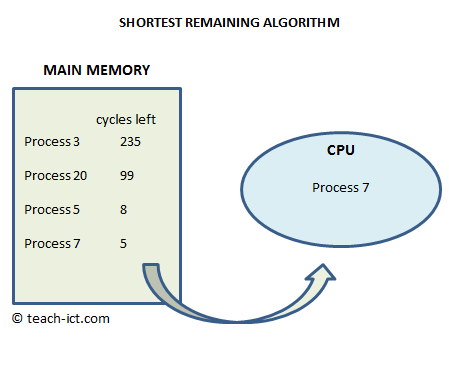 SHORTEST REMAINING ALGORITHM
MAIN MEMORY
cycles left
Process 3 235
Process 20 99
Process 5 8
Process 7 5
CPU
Process 7
© teach-ict.com